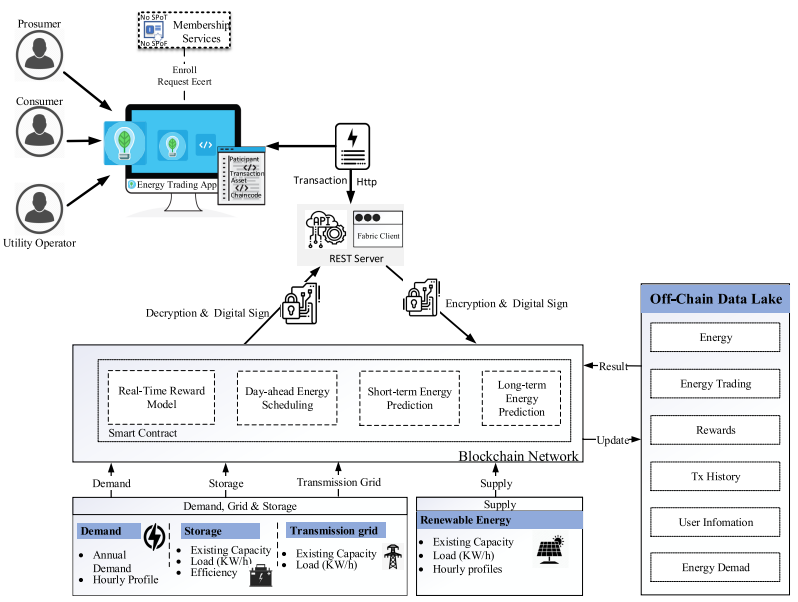 Prosumer
Consumer
Utility Operator
No SPoT
No SPoF
Membership
Services
Enroll
Request Ecert
Energy Trading App
Paticipant
</>
Transaction
Asset
</>
Chaincode
</>
Transaction
Http
API
Fabric Client
REST Server
Decryption & Digital Sign
Encryption & Digital Sign
Real-Time Reward
Model
Day-ahead Energy
Scheduling
Short-term Energy
Prediction
Long-term
Energy
Prediction
Smart Contract
Blockchain Network
Result
Update
Off-Chain Data Lake
Energy
Energy Trading
Rewards
Tx History
User Infomation
Energy Demad
Demand
Storage
Transmission Grid
Supply
Demand, Grid & Storage
Demand
• Annual
Demand
• Hourly Profile
Storage
• Existing Capacity
• Load (KW/h)
• Efficiency
Transmission grid
• Existing Capacity
• Load (KW/h)
Supply
Renewable Energy
• Existing Capacity
• Load (KW/h)
• Hourly profiles